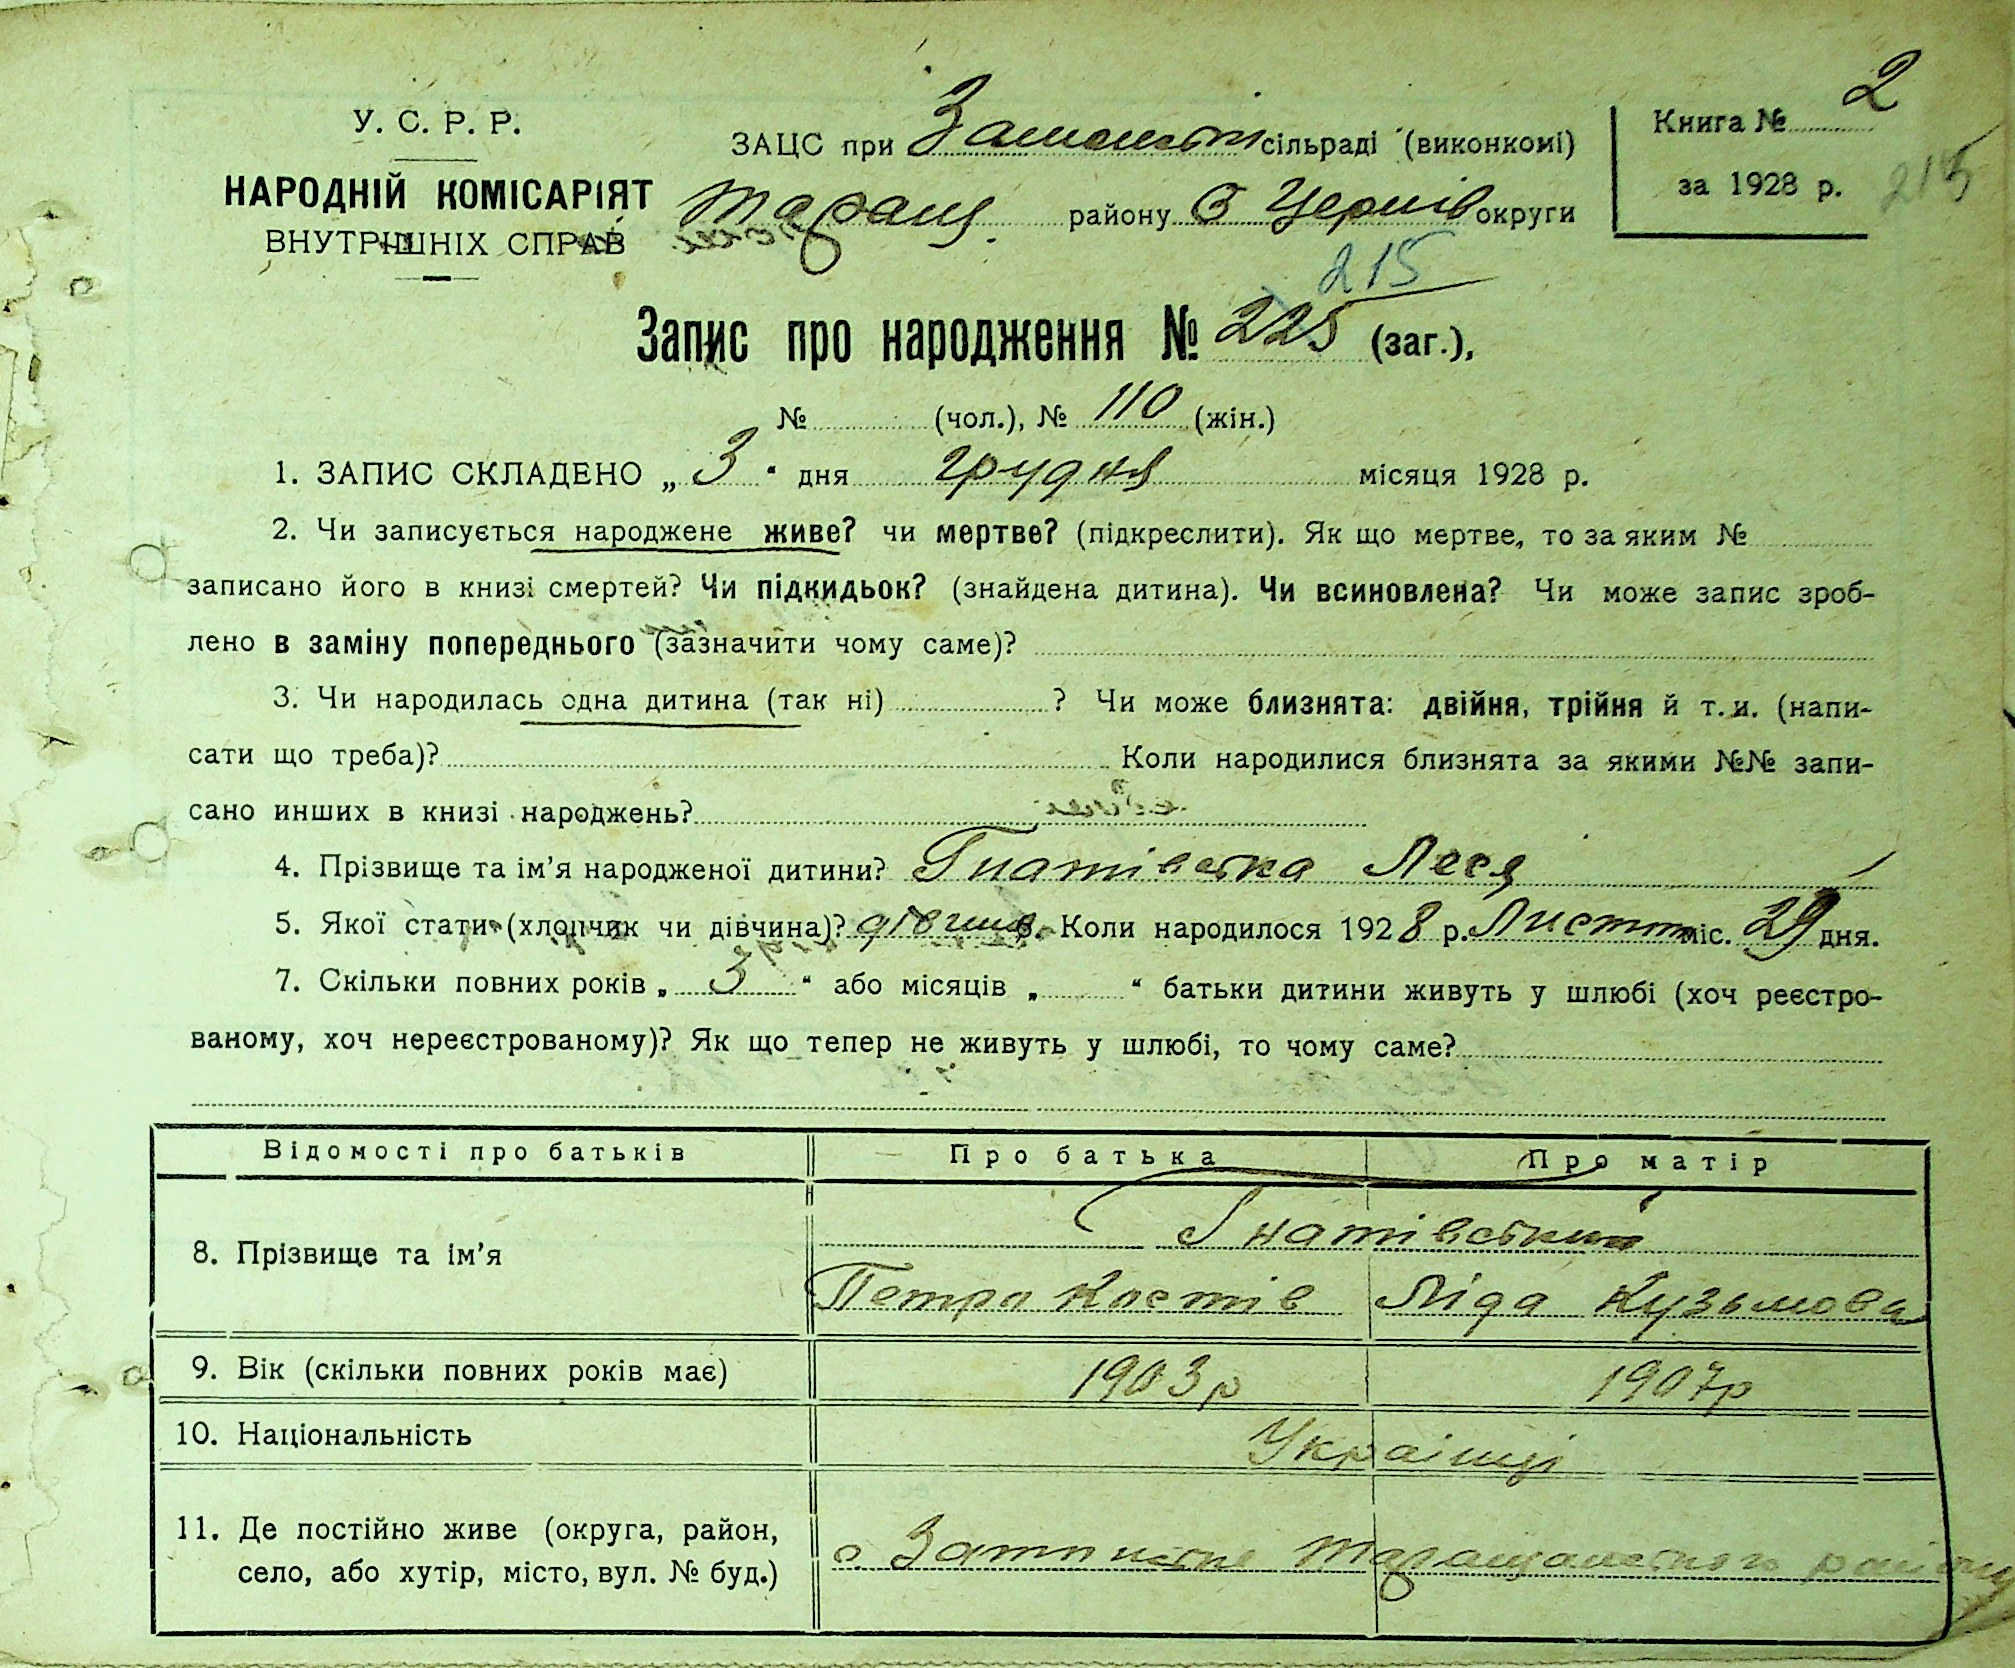 2
У. С. Р. Р.
НАРОДНІЙ КОМІСАРІЯТ
ВНУТРІШНІХ СПРАВ
ЗАЦС при сільраді (виконкомі)
Таращ. району Б Церків округи
Книга №
за 1928 р.
215
215
Запис про народження № 225 (заг.),
№ (чол.), № 110 (жін.)
1. ЗАПИС СКЛАДЕНО „ 3 “ дня грудня місяця 1928 р.
2. Чи записується народжене живе? чи мертве? (підкреслити). Як що мертве, то за яким №
записано його в книзі смертей? Чи підкидьок? (знайдена дитина). Чи всиновлена? Чи може запис зроб-
лено в заміну попереднього (зазначити чому саме)?
3. Чи народилась одна дитина (так ні) ? Чи може близнята: двійня, трійня й т. и. (напи-
сати що треба)? Коли народилися близнята за якими №№ запи-
сано инших в книзі народжень?
4. Прізвище та ім’я народженої дитини? Гнатівська Леся
5. Якої стати (хлопчик чи дівчина)? дівчина. Коли народилося 1928 р. Листоп міс. 29 дня.
7. Скільки повних років „ 3 “ або місяців „ “ батьки дитини живуть у шлюбі (хоч реєстро-
ваному, хоч нереєстрованому)? Як що тепер не живуть у шлюбі, то чому саме?
Відомості про батьків Про батька Про матір
8. Прізвище та ім’я Гнатівські
Петро Костів Ліда Кузьмова
9. Вік (скільки повних років має) 1903р 1907р
10. Національність Українці
11. Де постійно живе (округа, район,
село, або хутір, місто, вул. № буд.) с. Таращанського району